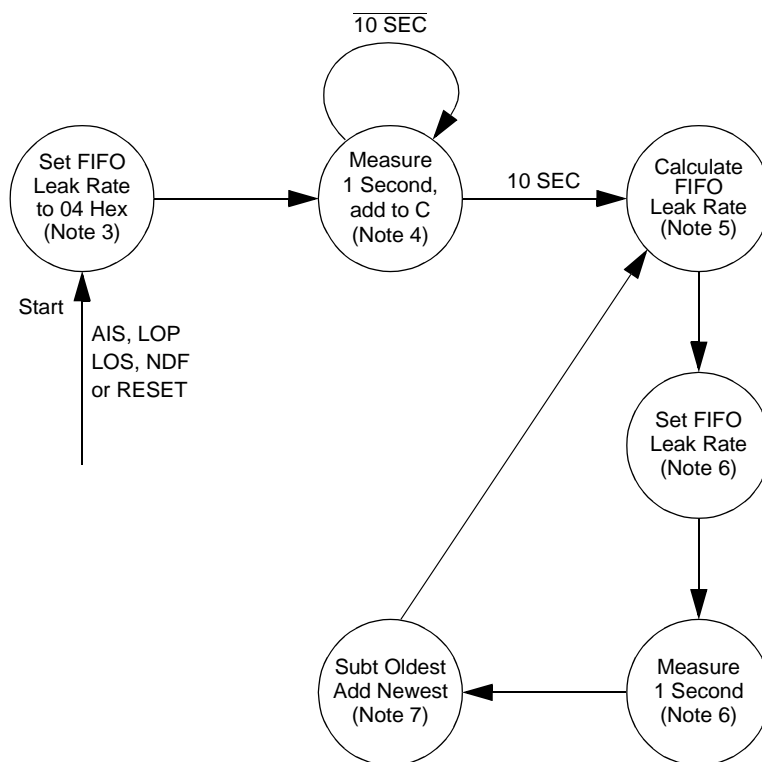 10 SEC
Set FIFO
Leak Rate
to 04 Hex
(Note 3)
Measure
1 Second,
add to C
(Note 4)
10 SEC
Calculate
FIFO
Leak Rate
(Note 5)
Start
AIS, LOP
LOS, NDF
or RESET
Set FIFO
Leak Rate
(Note 6)
Subt Oldest
Add Newest
(Note 7)
Measure
1 Second
(Note 6)